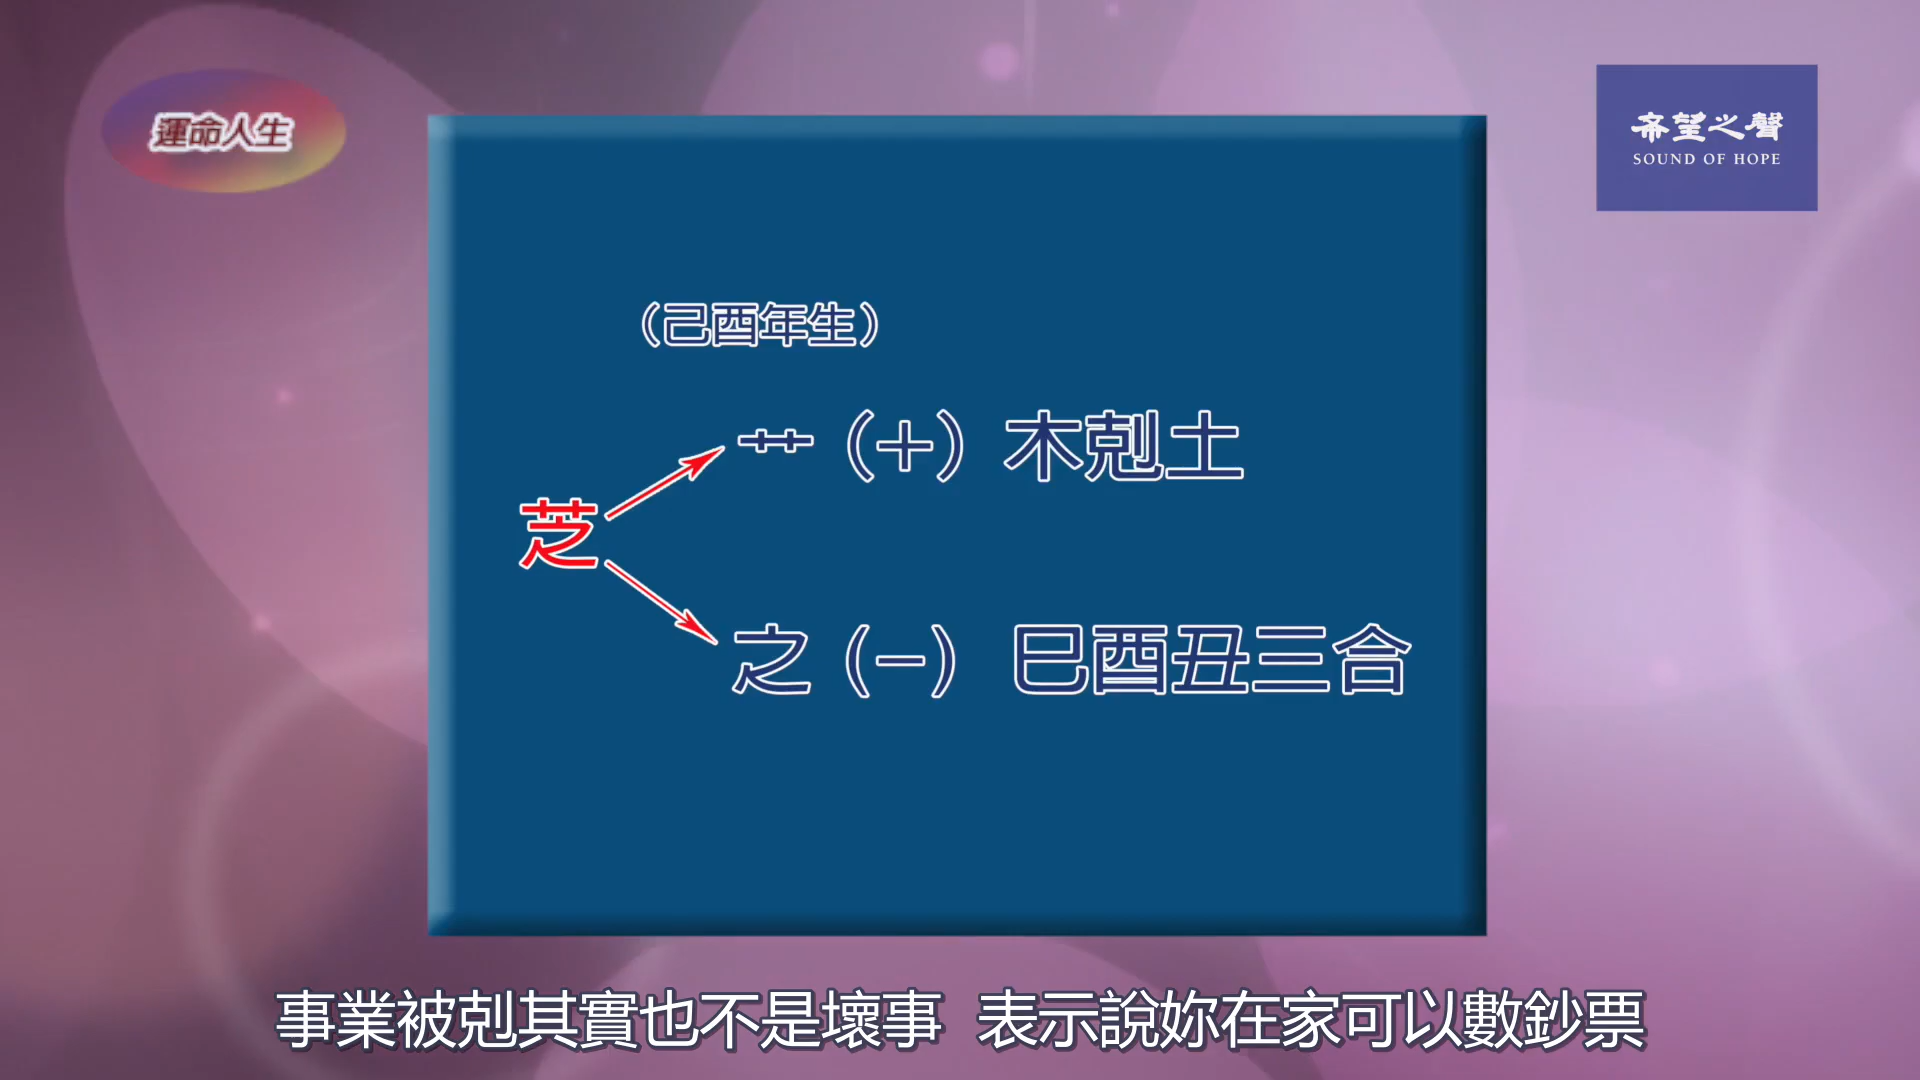 運命人生
希望之聲
SOUND OF HOPE
（己酉年生）
艹（+）木剋土
芝
之（−）巳酉丑三合
事業被剋其實也不是壞事 表示說妳在家可以數鈔票